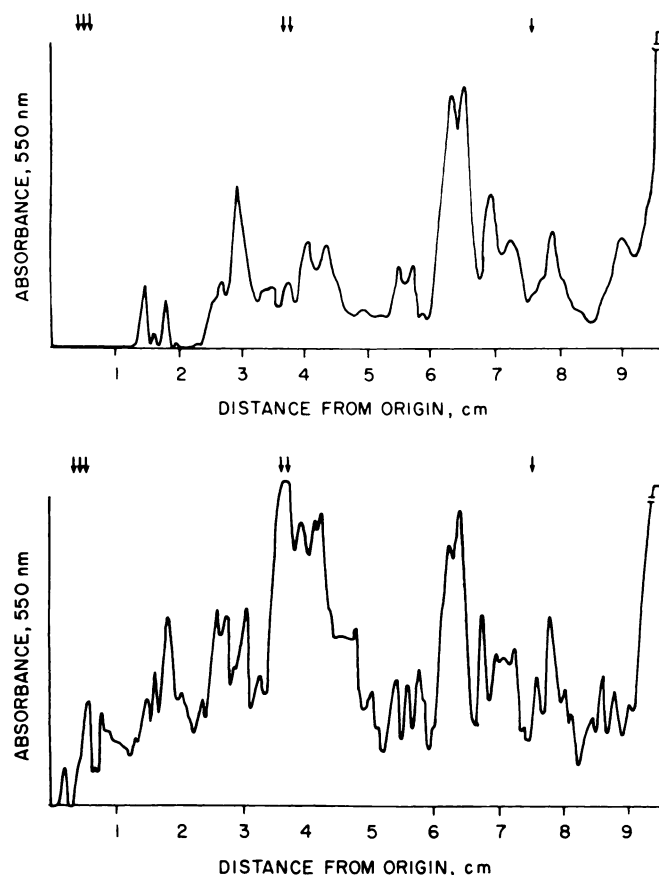 ABSORBANCE, 550 nm
1 2 3 4 5 6 7 8 9
DISTANCE FROM ORIGIN, cm
ABSORBANCE, 550 nm
1 2 3 4 5 6 7 8 9
DISTANCE FROM ORIGIN, cm